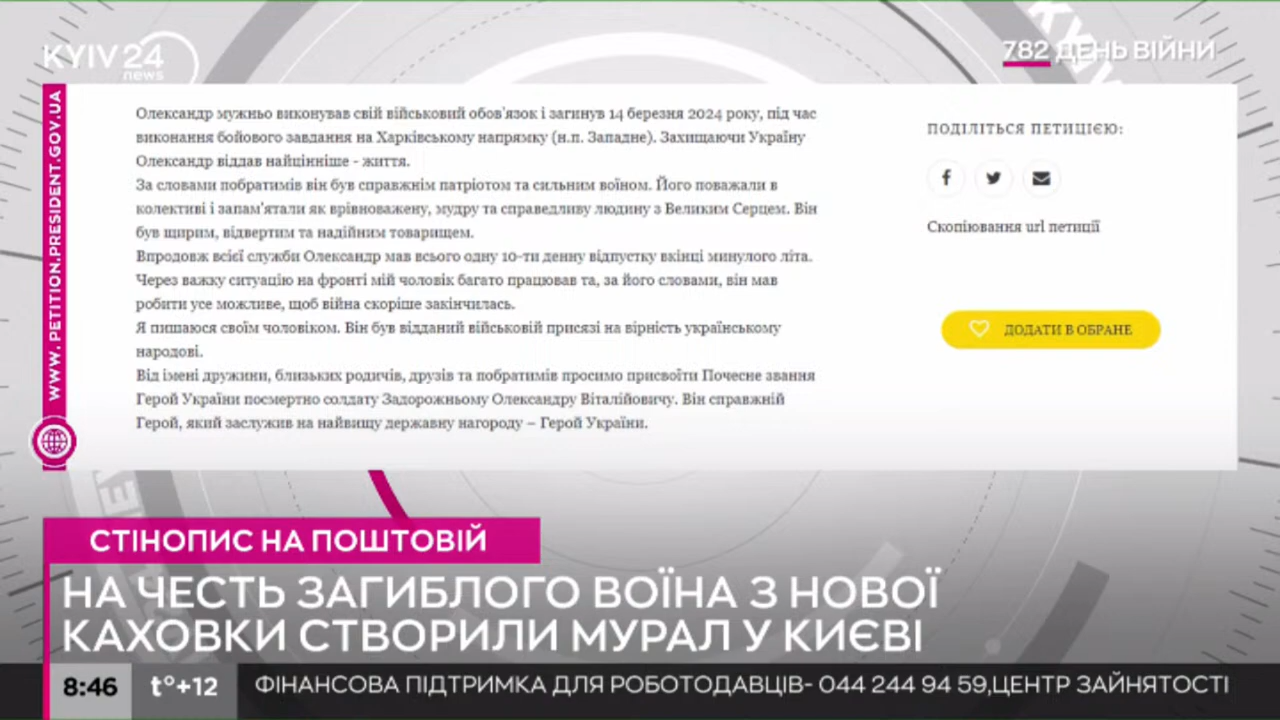 KYIV 24
news
782 ДЕНЬ ВІЙНИ
WWW.PETITION.PRESIDENT.GOV.UA
Олександр мужньо виконував свій військовий обов'язок і загинув 14 березня 2024 року, під час
виконання бойового завдання на Харківському напрямку (н.п. Западне). Захищаючи Україну
Олександр віддав найцінніше - життя.
За словами побратимів він був справжнім патріотом та сильним воїном. Його поважали в
колективі і запам'ятали як врівноважену, мудру та справедливу людину з Великим Серцем. Він
був щирим, відвертим та надійним товарищем.
Впродовж всієї служби Олександр мав всього одну 10-ти денну відпустку вкінці минулого літа.
Через важку ситуацію на фронті мій чоловік багато працював та, за його словами, він мав
робити усе можливе, щоб війна скоріше закінчилась.
Я пишаюся своїм чоловіком. Він був відданий військовій присязі на вірність українському
народові.
Від імені дружини, близьких родичів, друзів та побратимів просимо присвоїти Почесне звання
Герой України посмертно солдату Задорожньому Олександру Віталійовичу. Він справжній
Герой, який заслужив на найвищу державну нагороду – Герой України.
ПОДІЛІТЬСЯ ПЕТИЦІЄЮ:
Скопіювання url петиції
ДОДАТИ В ОБРАНЕ
СТІНОПИС НА ПОШТОВІЙ
НА ЧЕСТЬ ЗАГИБЛОГО ВОЇНА З НОВОЇ
КАХОВКИ СТВОРИЛИ МУРАЛ У КИЄВІ
8:46
t°+12
ФІНАНСОВА ПІДТРИМКА ДЛЯ РОБОТОДАВЦІВ- 044 244 94 59,ЦЕНТР ЗАЙНЯТОСТІ